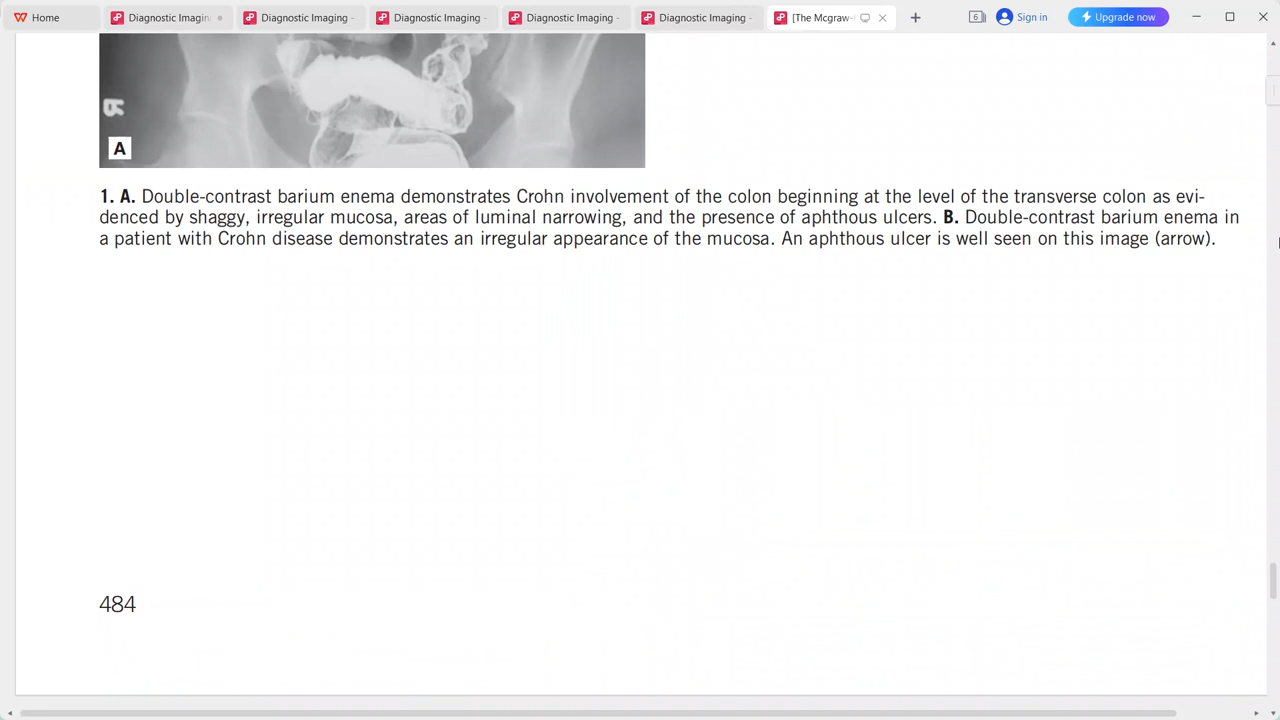 Home
Diagnostic Imagin
Diagnostic Imaging -
Diagnostic Imaging -
Diagnostic Imaging -
Diagnostic Imaging -
[The Mcgraw-
6
Sign in
Upgrade now
A
1. A. Double-contrast barium enema demonstrates Crohn involvement of the colon beginning at the level of the transverse colon as evi-
denced by shaggy, irregular mucosa, areas of luminal narrowing, and the presence of aphthous ulcers. B. Double-contrast barium enema in
a patient with Crohn disease demonstrates an irregular appearance of the mucosa. An aphthous ulcer is well seen on this image (arrow).
484